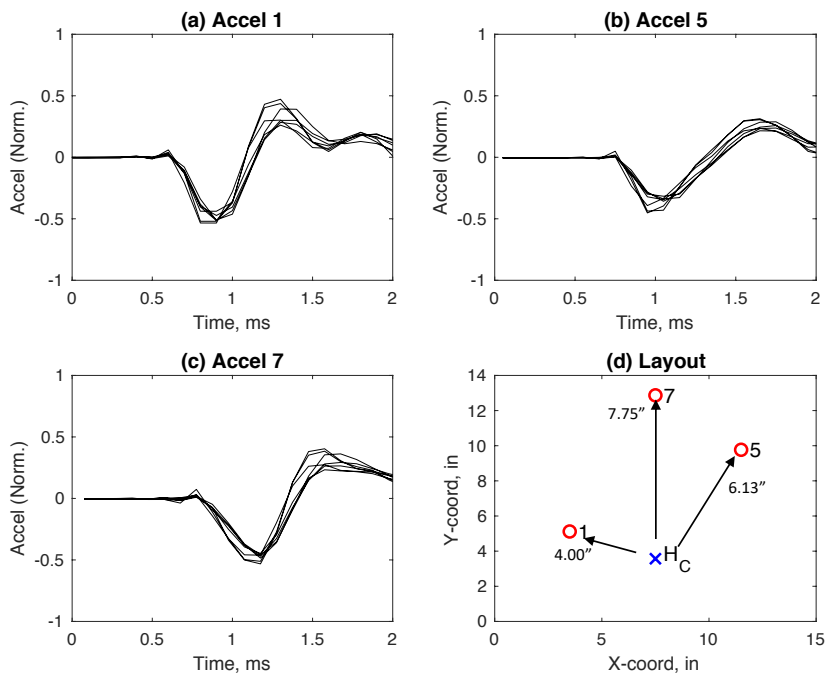 (a) Accel 1
1
0.5
0
-0.5
-1
Accel (Norm.)
0 0.5 1 1.5 2
Time, ms
(b) Accel 5
1
0.5
0
-0.5
-1
Accel (Norm.)
0 0.5 1 1.5 2
Time, ms
(c) Accel 7
1
0.5
0
-0.5
-1
Accel (Norm.)
0 0.5 1 1.5 2
Time, ms
(d) Layout
14
12
10
8
6
4
2
0
Y-coord, in
7
7.75”
5
6.13”
1
4.00”
H_C
0 5 10 15
X-coord, in